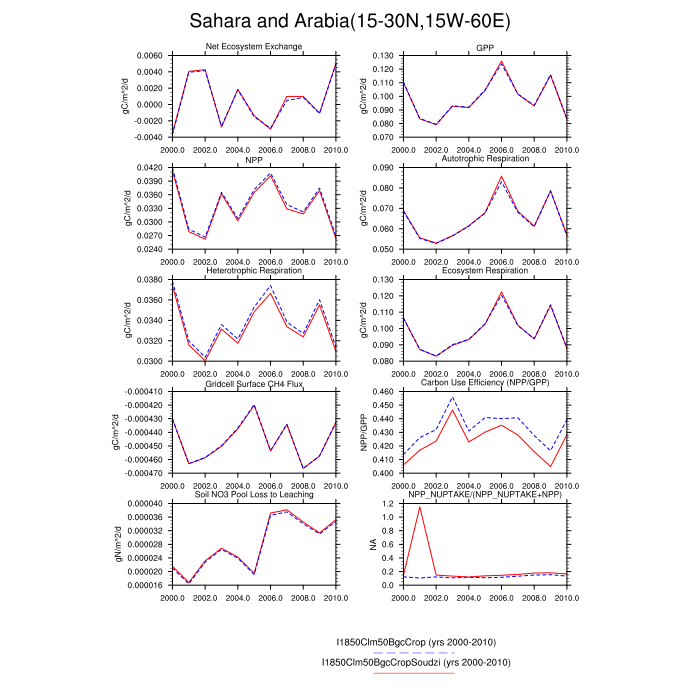 Sahara and Arabia(15-30N,15W-60E)
Net Ecosystem Exchange
gC/m^2/d
0.0060
0.0040
0.0020
0.0000
-0.0020
-0.0040
2000.0 2002.0 2004.0 2006.0 2008.0 2010.0
GPP
gC/m^2/d
0.130
0.120
0.110
0.100
0.090
0.080
0.070
2000.0 2002.0 2004.0 2006.0 2008.0 2010.0
NPP
gC/m^2/d
0.0420
0.0390
0.0360
0.0330
0.0300
0.0270
0.0240
2000.0 2002.0 2004.0 2006.0 2008.0 2010.0
Autotrophic Respiration
gC/m^2/d
0.090
0.080
0.070
0.060
0.050
2000.0 2002.0 2004.0 2006.0 2008.0 2010.0
Heterotrophic Respiration
gC/m^2/d
0.0380
0.0360
0.0340
0.0320
0.0300
2000.0 2002.0 2004.0 2006.0 2008.0 2010.0
Ecosystem Respiration
gC/m^2/d
0.130
0.120
0.110
0.100
0.090
0.080
2000.0 2002.0 2004.0 2006.0 2008.0 2010.0
Gridcell Surface CH4 Flux
gC/m^2/d
-0.000410
-0.000420
-0.000430
-0.000440
-0.000450
-0.000460
-0.000470
2000.0 2002.0 2004.0 2006.0 2008.0 2010.0
Carbon Use Efficiency (NPP/GPP)
NPP/GPP
0.460
0.450
0.440
0.430
0.420
0.410
0.400
2000.0 2002.0 2004.0 2006.0 2008.0 2010.0
Soil NO3 Pool Loss to Leaching
gN/m^2/d
0.000040
0.000036
0.000032
0.000028
0.000024
0.000020
0.000016
2000.0 2002.0 2004.0 2006.0 2008.0 2010.0
NPP_NUPTAKE/(NPP_NUPTAKE+NPP)
NA
1.2
1.0
0.8
0.6
0.4
0.2
0.0
2000.0 2002.0 2004.0 2006.0 2008.0 2010.0
I1850Clm50BgcCrop (yrs 2000-2010)
I1850Clm50BgcCropSoudzi (yrs 2000-2010)